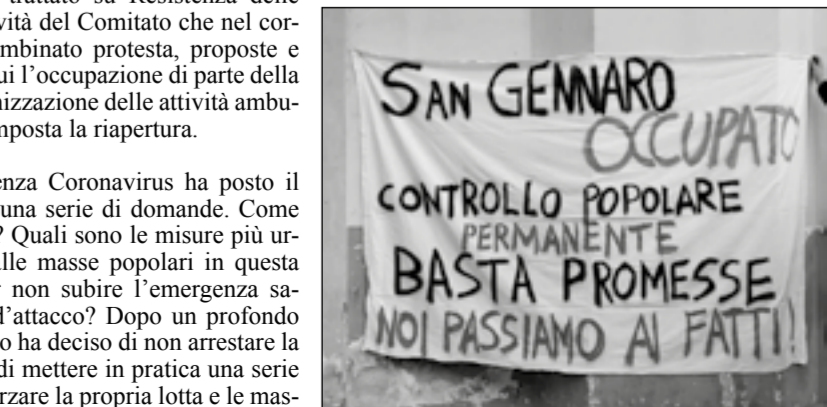 trattato su Resistenza delle
vità del Comitato che nel cor-
mbinato protesta, proposte e
ui l'occupazione di parte della
nizzazione delle attività ambu-
mposta la riapertura.
enza Coronavirus ha posto il
una serie di domande. Come
? Quali sono le misure più ur-
alle masse popolari in questa
r non subire l'emergenza sa-
d'attacco? Dopo un profondo
o ha deciso di non arrestare la
di mettere in pratica una serie
rzare la propria lotta e le mas-
SAN GENNARO
OCCUPATO
CONTROLLO POPOLARE
PERMANENTE
BASTA PROMESSE
NOI PASSIAMO AI FATTI!